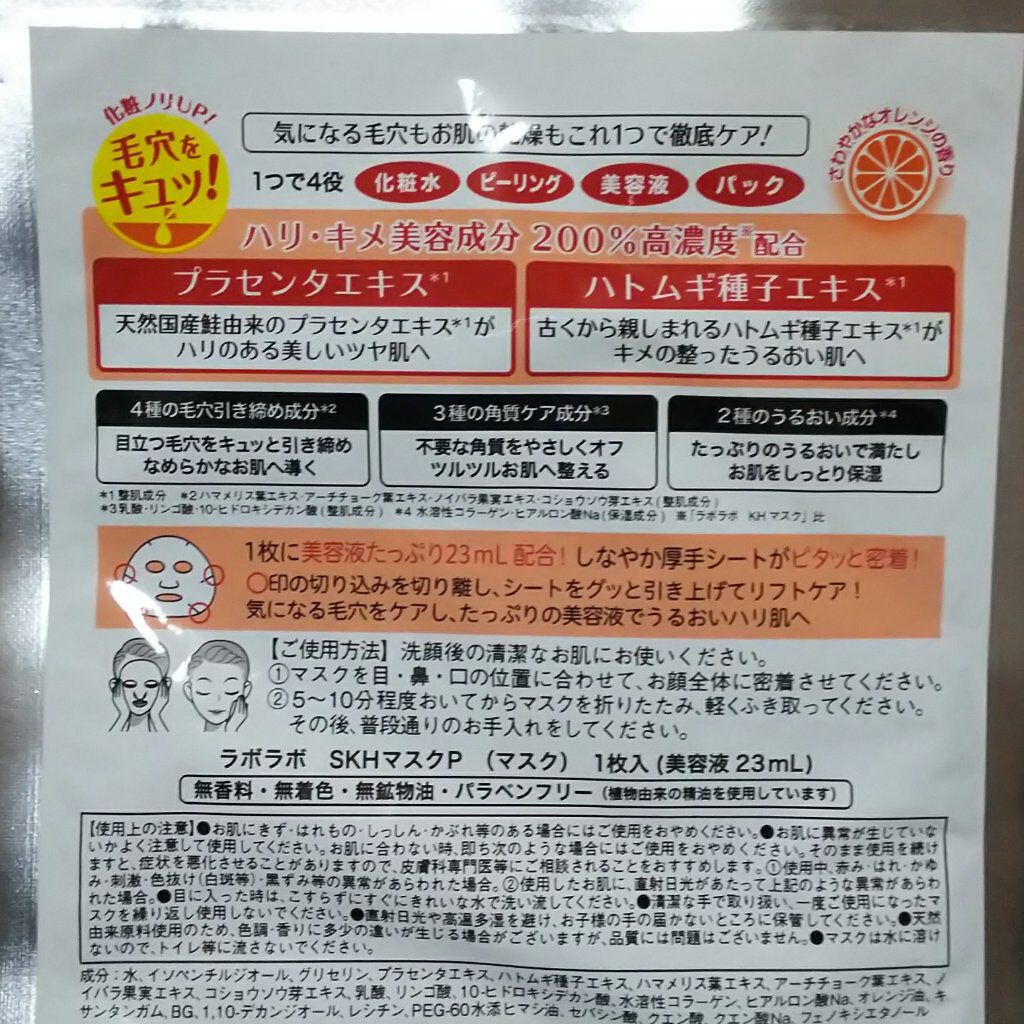 化粧ノリUP!
毛穴を
キュッ!
気になる毛穴もお肌の乾燥もこれ1つで徹底ケア!
さわやかなオレンジの香り
1つで4役 化粧水 ピーリング 美容液 パック
ハリ・キメ美容成分 200%高濃度※配合
プラセンタエキス*1
天然国産鮭由来のプラセンタエキス*1が
ハリのある美しいツヤ肌へ
ハトムギ種子エキス*1
古くから親しまれるハトムギ種子エキス*1が
キメの整ったうるおい肌へ
4種の毛穴引き締め成分*2
目立つ毛穴をキュッと引き締め
なめらかなお肌へ導く
3種の角質ケア成分*3
不要な角質をやさしくオフ
ツルツルお肌へ整える
2種のうるおい成分*4
たっぷりのうるおいで満たし
お肌をしっとり保湿
*1 整肌成分 *2 ハマメリス葉エキス・アーチチョーク葉エキス・ノイバラ果実エキス・コショウソウ芽エキス(整肌成分)
*3 乳酸・リンゴ酸・10-ヒドロキシデカン酸(整肌成分) *4 水溶性コラーゲン・ヒアルロン酸Na(保湿成分) ※「ラボラボ KHマスク」比
1枚に美容液たっぷり23mL配合! しなやか厚手シートがピタッと密着!
○印の切り込みを切り離し、シートをグッと引き上げてリフトケア!
気になる毛穴をケアし、たっぷりの美容液でうるおいハリ肌へ
【ご使用方法】洗顔後の清潔なお肌にお使いください。
①マスクを目・鼻・口の位置に合わせて、お顔全体に密着させてください。
②5〜10分程度おいてからマスクを折りたたみ、軽くふき取ってください。
その後、普段通りのお手入れをしてください。
ラボラボ SKHマスクP (マスク) 1枚入(美容液 23mL)
無香料・無着色・無鉱物油・パラベンフリー(植物由来の精油を使用しています)
【使用上の注意】●お肌にきず・はれもの・しっしん・かぶれ等のある場合にはご使用をおやめください。●お肌に異常が生じていな
いかよく注意して使用してください。お肌に合わない時、即ち次のような場合にはご使用をおやめください。そのまま使用を続け
ますと、症状を悪化させることがありますので、皮膚科専門医等にご相談されることをおすすめします。①使用中、赤み・はれ・かゆ
み・刺激・色抜け(白斑等)・黒ずみ等の異常があらわれた場合。②使用したお肌に、直射日光があたって上記のような異常があらわ
れた場合。●目に入った時は、こすらずにすぐにきれいな水で洗い流してください。●清潔な手で取り扱い、一度ご使用になったマ
スクを繰り返し使用しないでください。●直射日光や高温多湿を避け、お子様の手の届かないところに保管してください。●天然
由来原料使用のため、色調・香りに多少の違いが生じる場合がございますが、品質には問題はございません。●マスクは水に溶け
ないので、トイレ等に流さないでください。
成分:水、イソペンチルジオール、グリセリン、プラセンタエキス、ハトムギ種子エキス、ハマメリス葉エキス、アーチチョーク葉エキス、ノ
イバラ果実エキス、コショウソウ芽エキス、乳酸、リンゴ酸、10-ヒドロキシデカン酸、水溶性コラーゲン、ヒアルロン酸Na、オレンジ油、キ
サンタンガム、BG、1,10-デカンジオール、レシチン、PEG-60水添ヒマシ油、セバシン酸、クエン酸、クエン酸Na、フェノキシエタノール